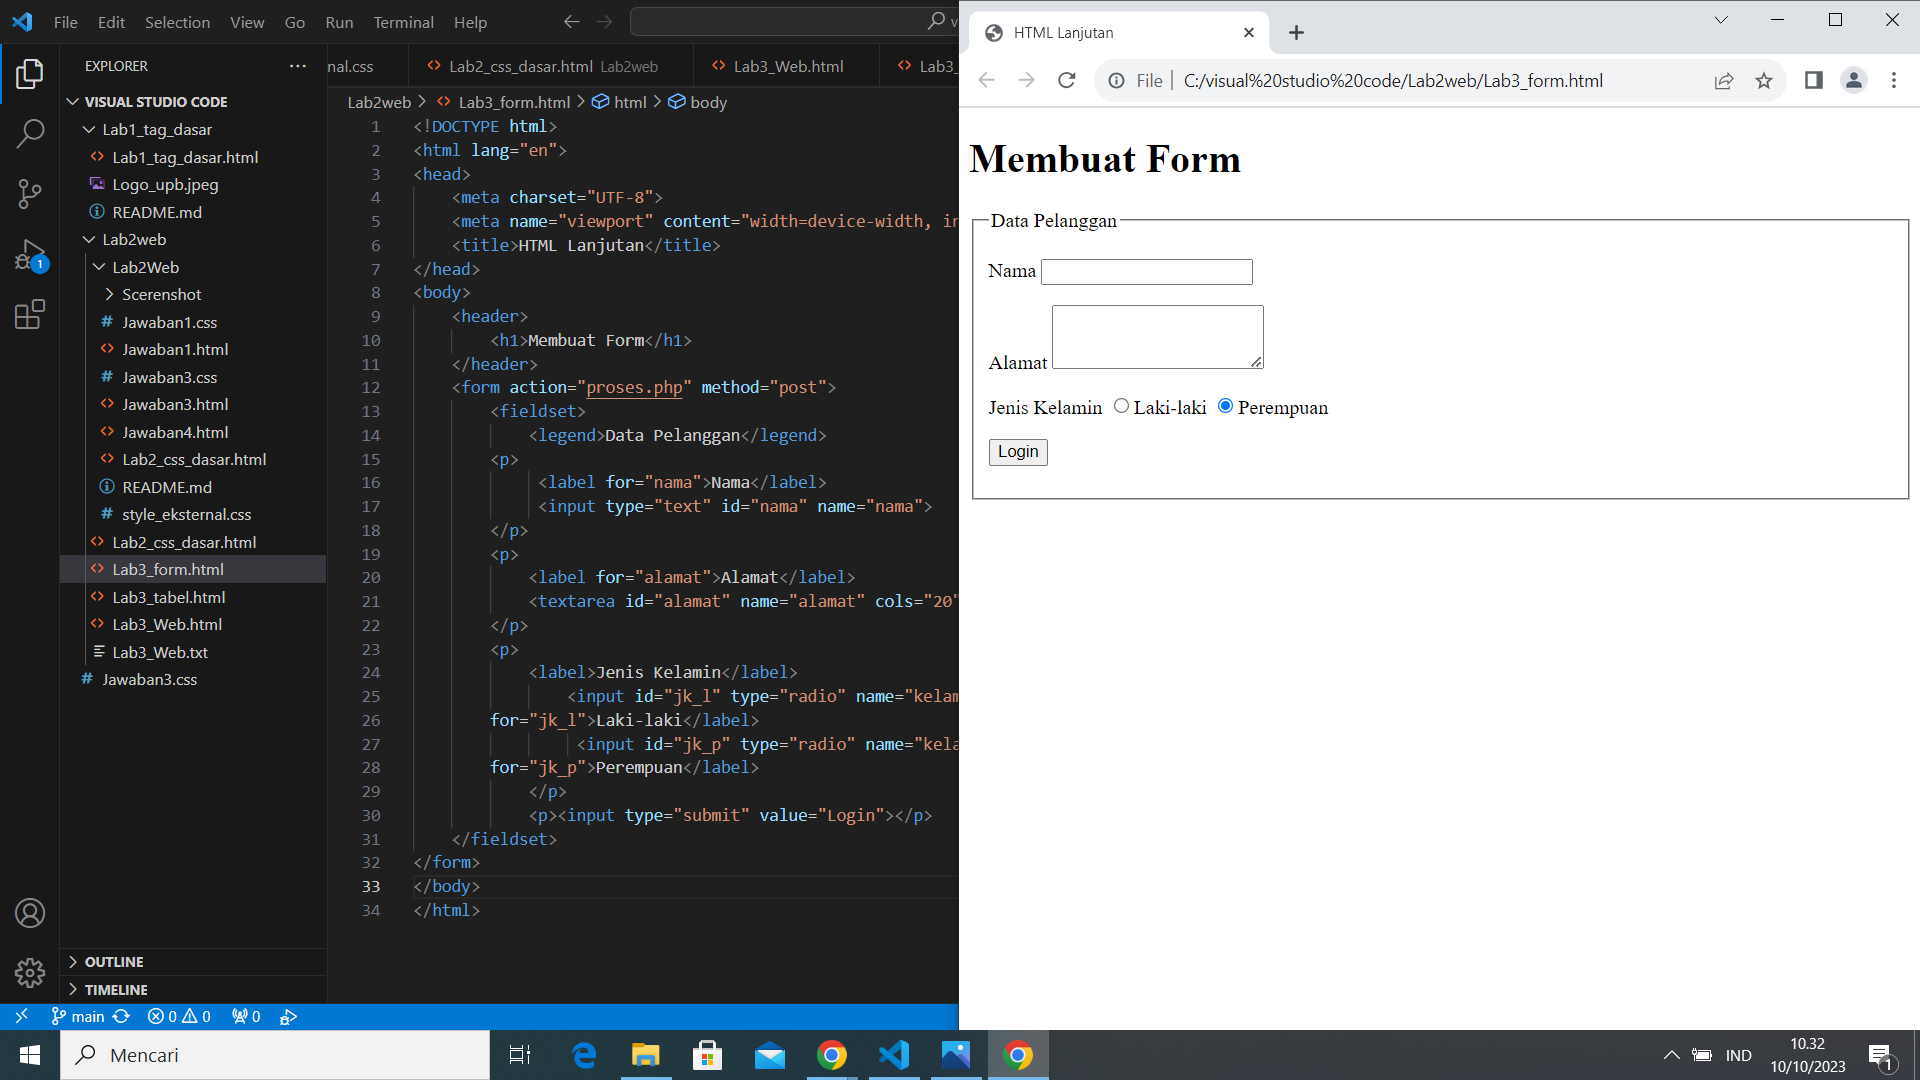 File Edit Selection View Go Run Terminal Help
EXPLORER
VISUAL STUDIO CODE
Lab1_tag_dasar
Lab1_tag_dasar.html
Logo_upb.jpeg
README.md
Lab2web
Lab2Web
Scerenshot
Jawaban1.css
Jawaban1.html
Jawaban3.css
Jawaban3.html
Jawaban4.html
Lab2_css_dasar.html
README.md
style_eksternal.css
Lab2_css_dasar.html
Lab3_form.html
Lab3_tabel.html
Lab3_Web.html
Lab3_Web.txt
Jawaban3.css
OUTLINE
TIMELINE
1
nal.css Lab2_css_dasar.html Lab2web Lab3_Web.html Lab3_
Lab2web Lab3_form.html html body
1 <!DOCTYPE html>
2 <html lang="en">
3 <head>
4 <meta charset="UTF-8">
5 <meta name="viewport" content="width=device-width, in
6 <title>HTML Lanjutan</title>
7 </head>
8 <body>
9 <header>
10 <h1>Membuat Form</h1>
11 </header>
12 <form action="proses.php" method="post">
13 <fieldset>
14 <legend>Data Pelanggan</legend>
15 <p>
16 <label for="nama">Nama</label>
17 <input type="text" id="nama" name="nama">
18 </p>
19 <p>
20 <label for="alamat">Alamat</label>
21 <textarea id="alamat" name="alamat" cols="20"
22 </p>
23 <p>
24 <label>Jenis Kelamin</label>
25 <input id="jk_l" type="radio" name="kelam
26 for="jk_l">Laki-laki</label>
27 <input id="jk_p" type="radio" name="kela
28 for="jk_p">Perempuan</label>
29 </p>
30 <p><input type="submit" value="Login"></p>
31 </fieldset>
32 </form>
33 </body>
34 </html>
main 0 0 0
HTML Lanjutan
File C:/visual%20studio%20code/Lab2web/Lab3_form.html
Membuat Form
Data Pelanggan
Nama
Alamat
Jenis Kelamin Laki-laki Perempuan
Login
Mencari
IND
10.32
10/10/2023
1